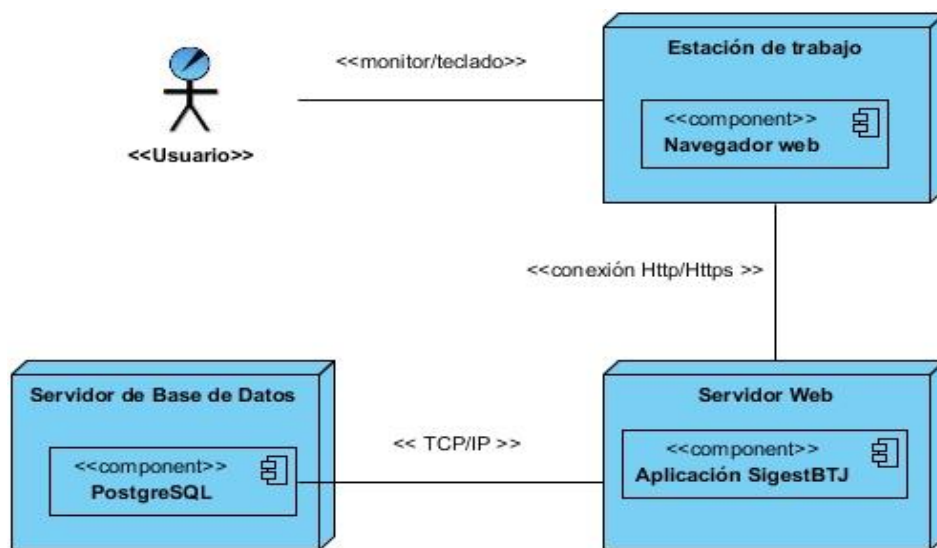 Estación de trabajo
<<monitor/teclado>>
<<component>>
Navegador web
<<Usuario>>
<<conexión Http/Https >>
Servidor de Base de Datos
Servidor Web
<< TCP/IP >>
<<component>>
PostgreSQL
<<component>>
Aplicación SigestBTJ